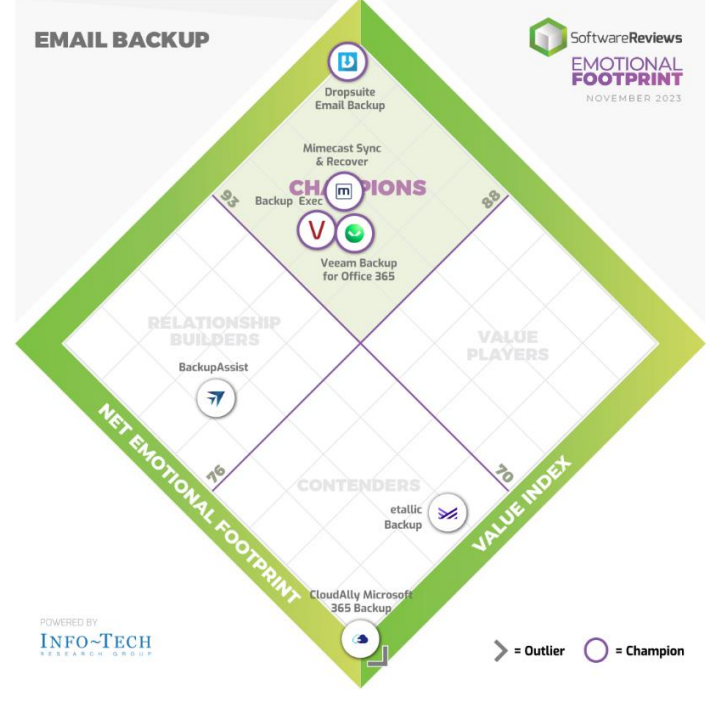 EMAIL BACKUP
SoftwareReviews
EMOTIONAL
FOOTPRINT
NOVEMBER 2023
Dropsuite
Email Backup
Mimecast Sync
& Recover
CHAMPIONS
93
88
Backup Exec
Veeam Backup
for Office 365
RELATIONSHIP
BUILDERS
VALUE
PLAYERS
BackupAssist
76
70
CONTENDERS
etallic
Backup
NET EMOTIONAL FOOTPRINT
VALUE INDEX
CloudAlly Microsoft
365 Backup
POWERED BY
INFO~TECH
RESEARCH GROUP
= Outlier
= Champion